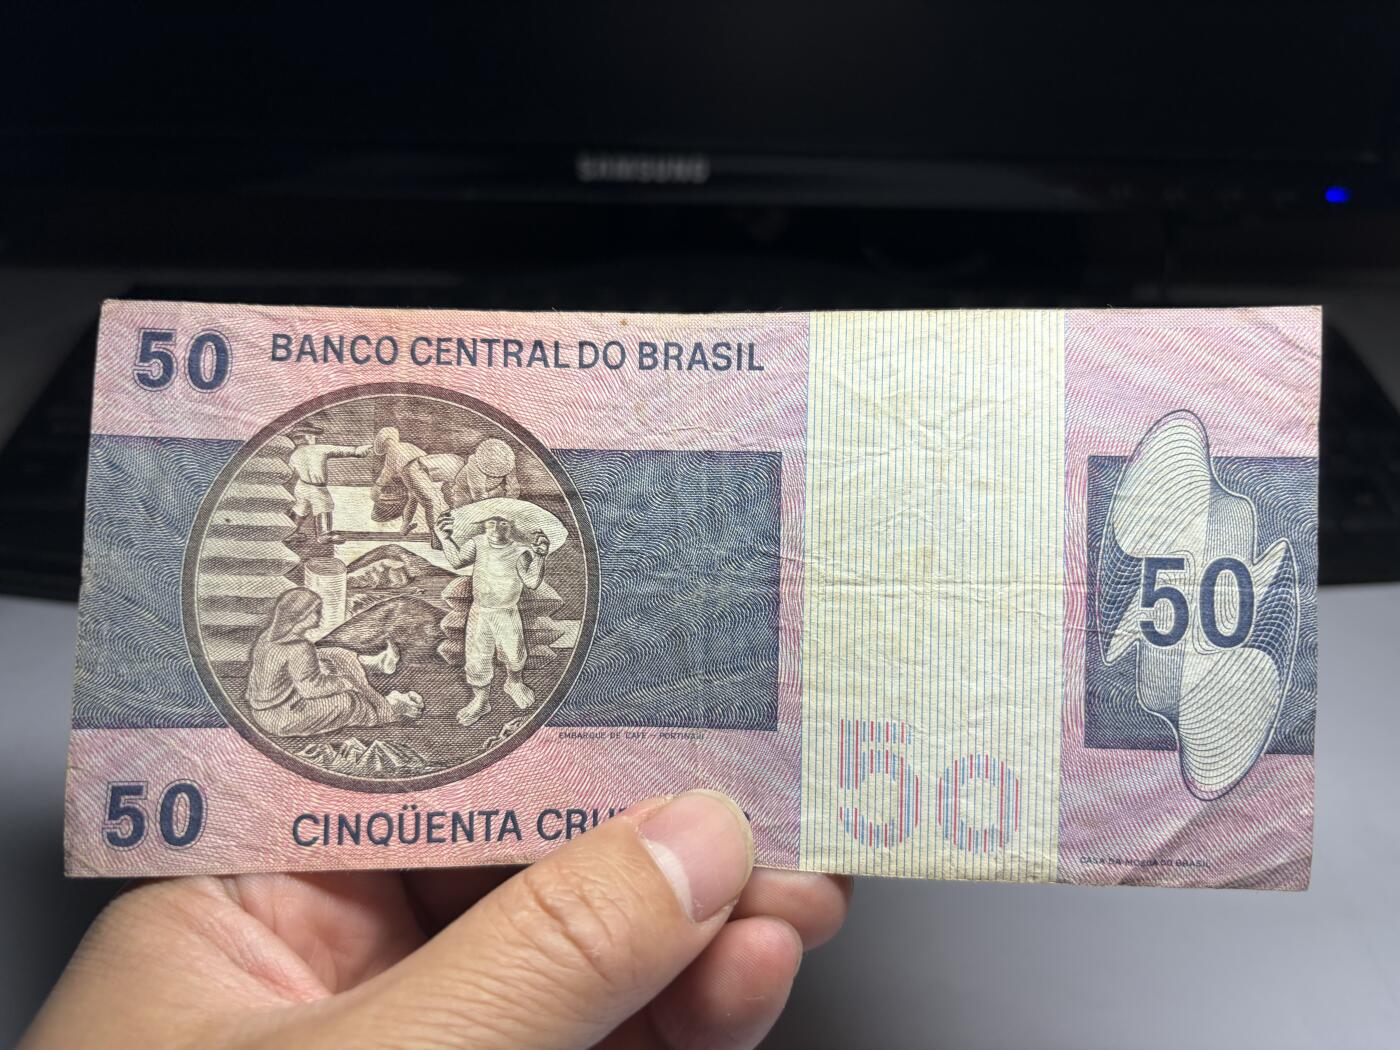 SAMSUNG
50
BANCO CENTRAL DO BRASIL
50
EMBARQUE DE CAFÉ - PORTINARI
50
50
CINQÜENTA
CASA DA MOEDA DO BRASIL